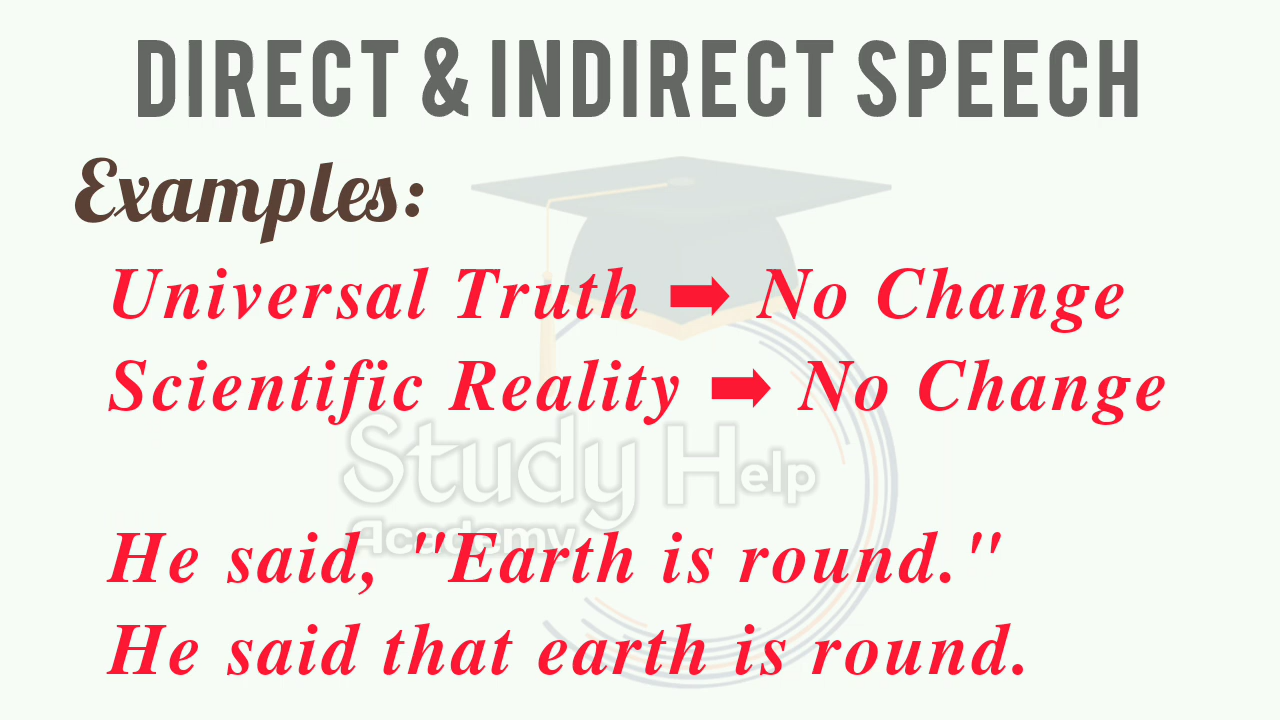 DIRECT & INDIRECT SPEECH
Examples:
Universal Truth ➡ No Change
Scientific Reality ➡ No Change
Study Help
Academy
He said, "Earth is round."
He said that earth is round.